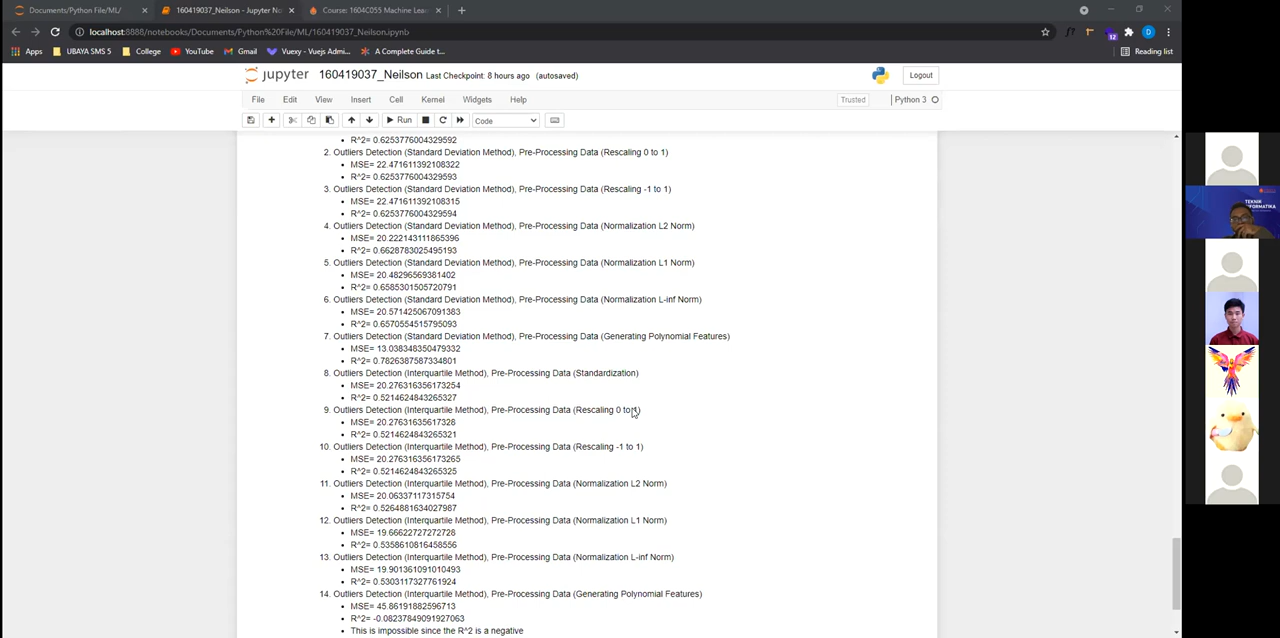 Documents/Python File/ML/
160419037_Neilson - Jupyter No
Course: 1604C055 Machine Lea
localhost:8888/notebooks/Documents/Python%20File/ML/160419037_Neilson.ipynb
Apps
UBAYA SMS 5
College
YouTube
Gmail
Vuexy - Vuejs Admi...
A Complete Guide t...
Reading list
jupyter 160419037_Neilson Last Checkpoint: 8 hours ago (autosaved)
Logout
File Edit View Insert Cell Kernel Widgets Help
Trusted
Python 3
Run
Code
R^2= 0.6253776004329592
2. Outliers Detection (Standard Deviation Method), Pre-Processing Data (Rescaling 0 to 1)
MSE= 22.471611392108322
R^2= 0.6253776004329593
3. Outliers Detection (Standard Deviation Method), Pre-Processing Data (Rescaling -1 to 1)
MSE= 22.471611392108315
R^2= 0.6253776004329594
4. Outliers Detection (Standard Deviation Method), Pre-Processing Data (Normalization L2 Norm)
MSE= 20.222143111865396
R^2= 0.6628783025495193
5. Outliers Detection (Standard Deviation Method), Pre-Processing Data (Normalization L1 Norm)
MSE= 20.48296569381402
R^2= 0.6585301505720791
6. Outliers Detection (Standard Deviation Method), Pre-Processing Data (Normalization L-inf Norm)
MSE= 20.571425067091383
R^2= 0.6570554515795093
7. Outliers Detection (Standard Deviation Method), Pre-Processing Data (Generating Polynomial Features)
MSE= 13.038348350479332
R^2= 0.7826387587334801
8. Outliers Detection (Interquartile Method), Pre-Processing Data (Standardization)
MSE= 20.276316356173254
R^2= 0.5214624843265327
9. Outliers Detection (Interquartile Method), Pre-Processing Data (Rescaling 0 to 1)
MSE= 20.27631635617328
R^2= 0.5214624843265321
10. Outliers Detection (Interquartile Method), Pre-Processing Data (Rescaling -1 to 1)
MSE= 20.276316356173265
R^2= 0.5214624843265325
11. Outliers Detection (Interquartile Method), Pre-Processing Data (Normalization L2 Norm)
MSE= 20.06337117315754
R^2= 0.5264881634027987
12. Outliers Detection (Interquartile Method), Pre-Processing Data (Normalization L1 Norm)
MSE= 19.66622727272728
R^2= 0.5358610816458556
13. Outliers Detection (Interquartile Method), Pre-Processing Data (Normalization L-inf Norm)
MSE= 19.901361091010493
R^2= 0.5303117327761924
14. Outliers Detection (Interquartile Method), Pre-Processing Data (Generating Polynomial Features)
MSE= 45.86191882596713
R^2= -0.08237849091927063
This is impossible since the R^2 is a negative
TEKNIK